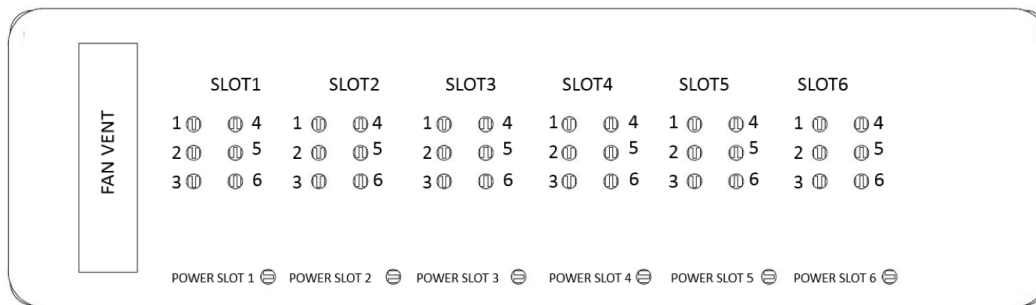 FAN VENT
SLOT1 SLOT2 SLOT3 SLOT4 SLOT5 SLOT6
1 4 1 4 1 4 1 4 1 4 1 4
2 5 2 5 2 5 2 5 2 5 2 5
3 6 3 6 3 6 3 6 3 6 3 6
POWER SLOT 1 POWER SLOT 2 POWER SLOT 3 POWER SLOT 4 POWER SLOT 5 POWER SLOT 6